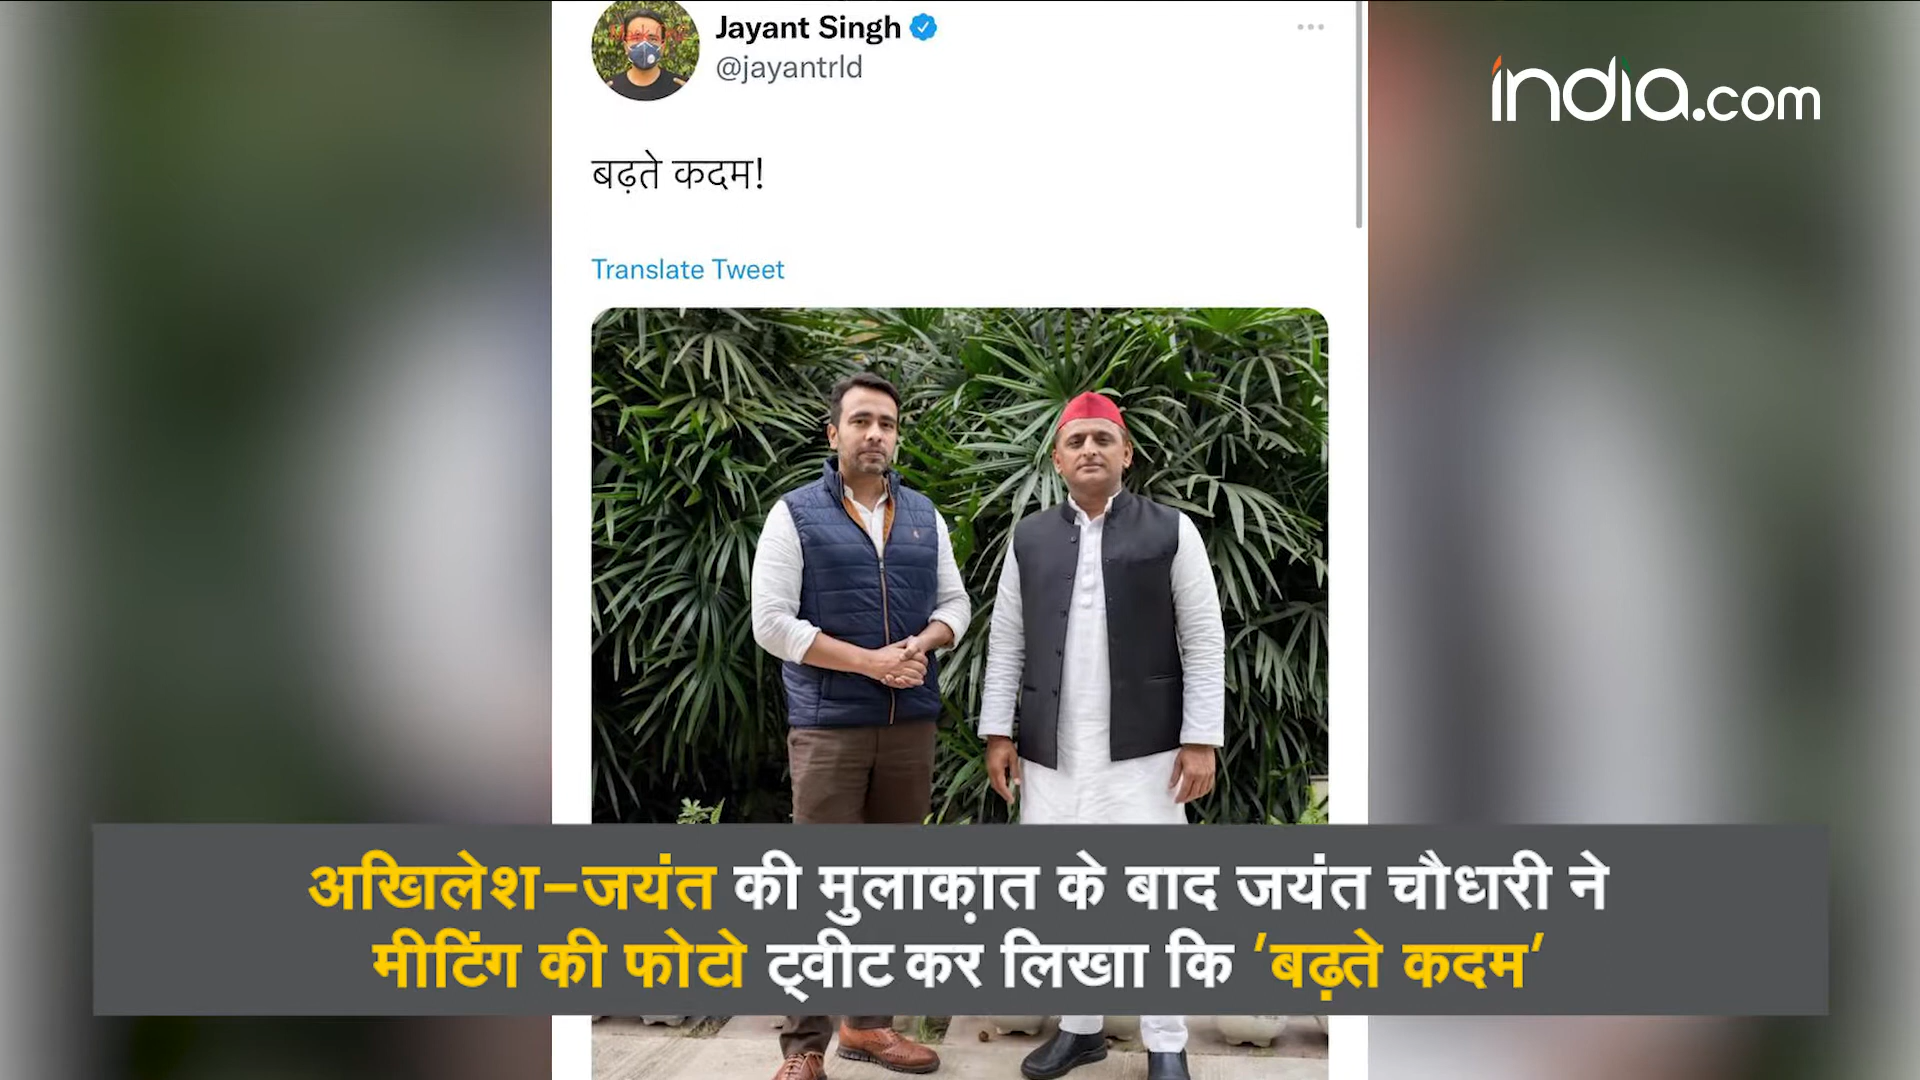 Jayant Singh
@jayantrld
india.com
बढ़ते कदम!
Translate Tweet
अखिलेश-जयंत की मुलाक़ात के बाद जयंत चौधरी ने
मीटिंग की फोटो ट्वीट कर लिखा कि 'बढ़ते कदम'